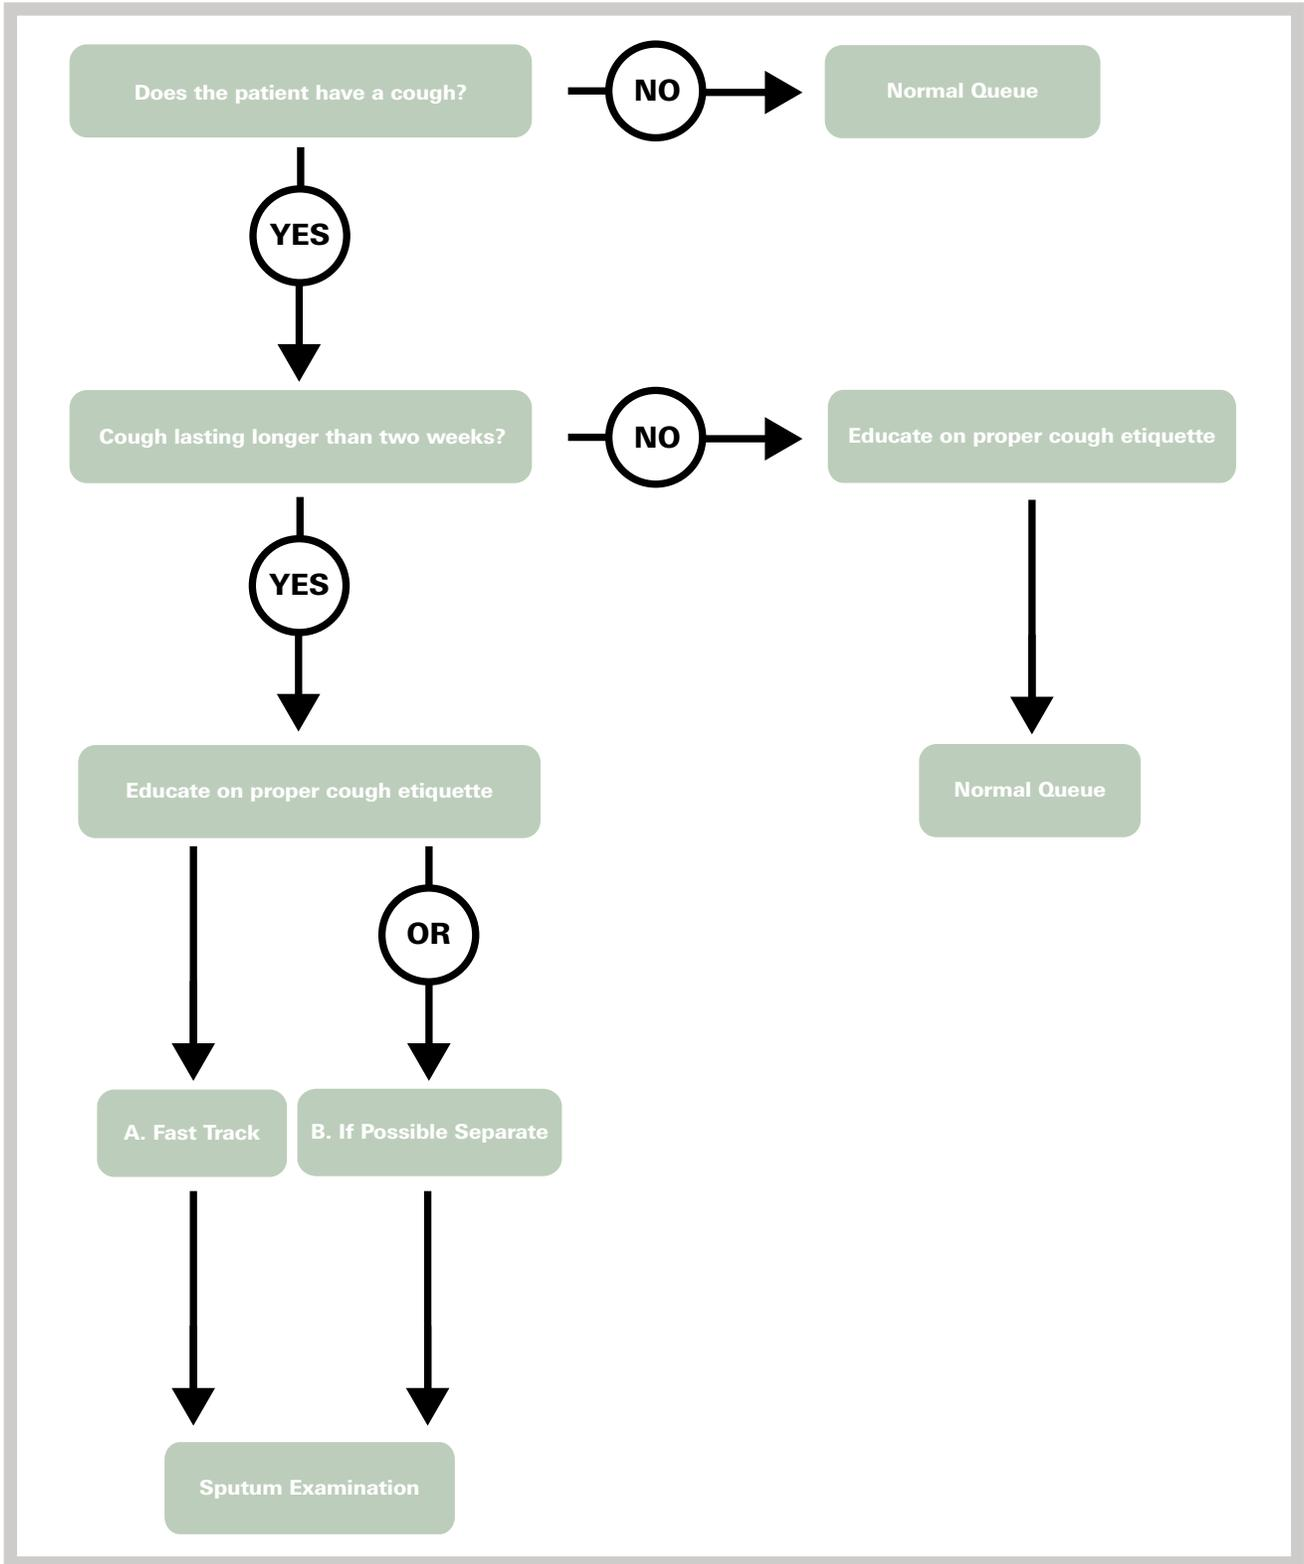 Does the patient have a cough?
NO
Normal Queue
YES
Cough lasting longer than two weeks?
NO
Educate on proper cough etiquette
YES
Educate on proper cough etiquette
Normal Queue
OR
A. Fast Track
B. If Possible Separate
Sputum Examination